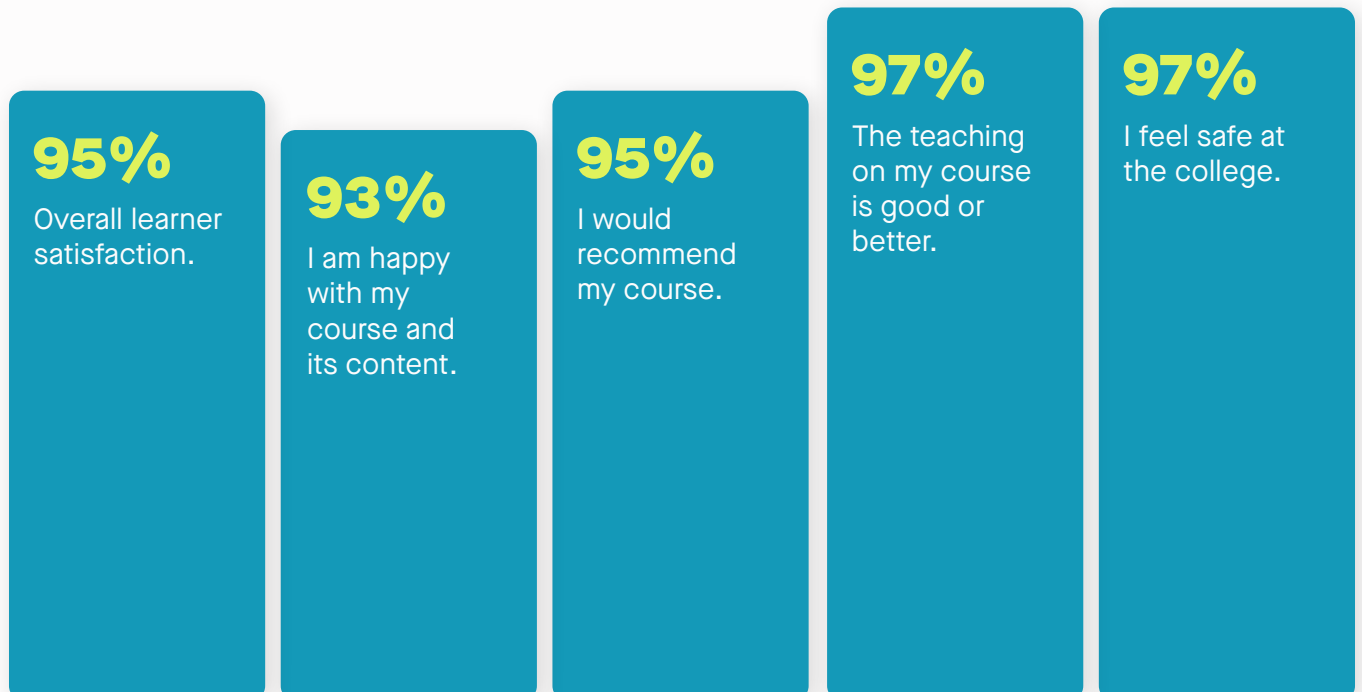 95%
Overall learner
satisfaction.
93%
I am happy
with my
course and
its content.
95%
I would
recommend
my course.
97%
The teaching
on my course
is good or
better.
97%
I feel safe at
the college.